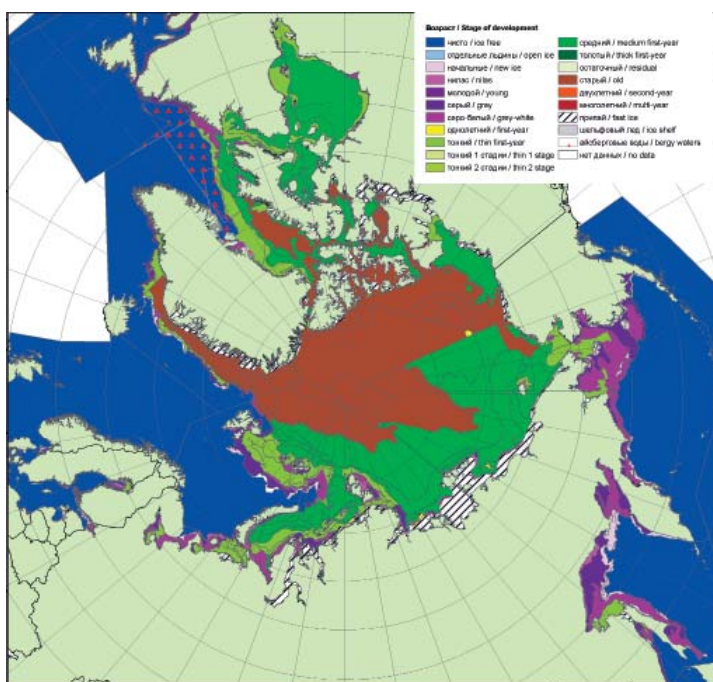 Возраст / Stage of development
чисто / ice free
отдельные льдины / open ice
начальные / new ice
нилас / nilas
молодой / young
серый / grey
серо-белый / grey-white
однолетний / first-year
тонкий / thin first-year
тонкий 1 стадии / thin 1 stage
тонкий 2 стадии / thin 2 stage
средний / medium first-year
толстый / thick first-year
остаточный / residual
старый / old
двухлетний / second-year
многолетний / multi-year
припай / fast ice
шельфовый лед / ice shelf
айсберговые воды / bergy waters
нет данных / no data